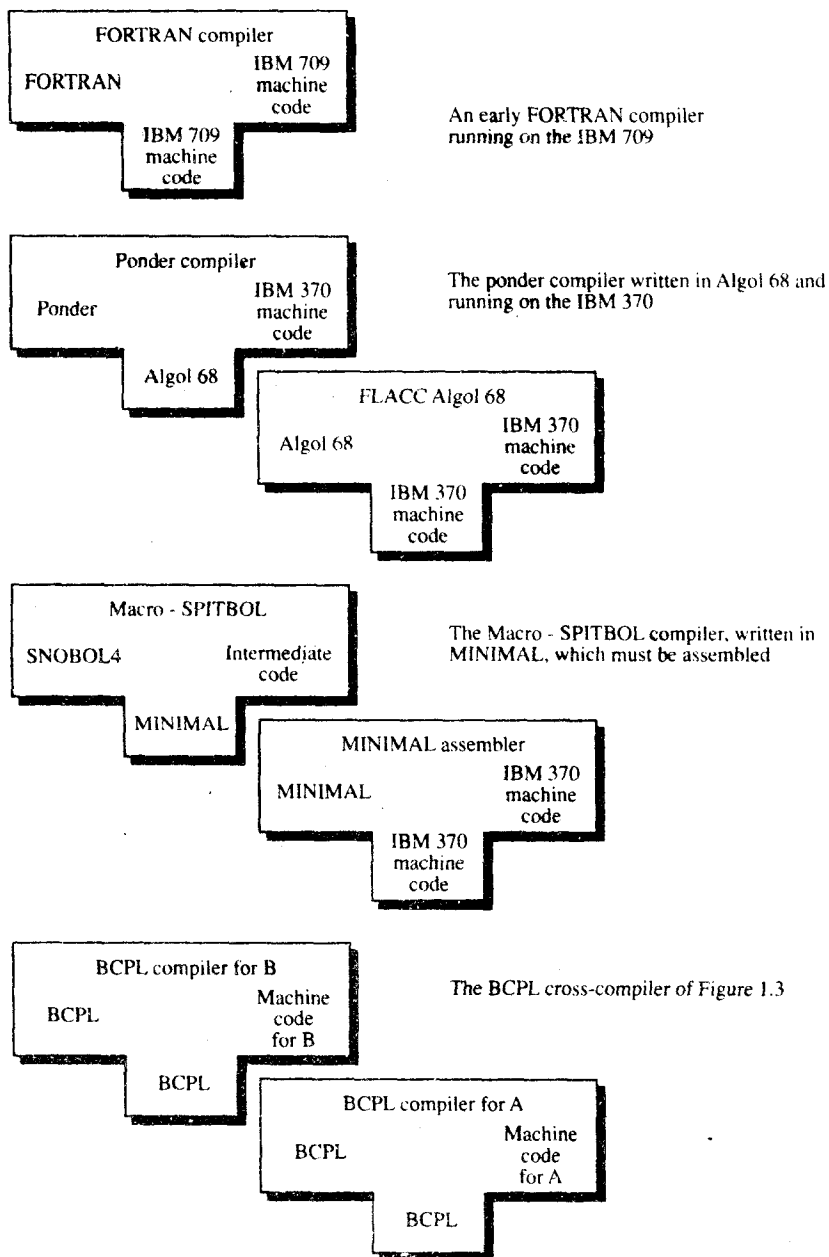 FORTRAN compiler
FORTRAN
IBM 709
machine
code
IBM 709
machine
code
An early FORTRAN compiler
running on the IBM 709
Ponder compiler
Ponder
IBM 370
machine
code
Algol 68
The ponder compiler written in Algol 68 and
running on the IBM 370
FLACC Algol 68
Algol 68
IBM 370
machine
code
IBM 370
machine
code
Macro - SPITBOL
SNOBOL4
Intermediate
code
MINIMAL
The Macro - SPITBOL compiler, written in
MINIMAL, which must be assembled
MINIMAL assembler
MINIMAL
IBM 370
machine
code
IBM 370
machine
code
BCPL compiler for B
BCPL
Machine
code
for B
BCPL
The BCPL cross-compiler of Figure 1.3
BCPL compiler for A
BCPL
Machine
code
for A
BCPL